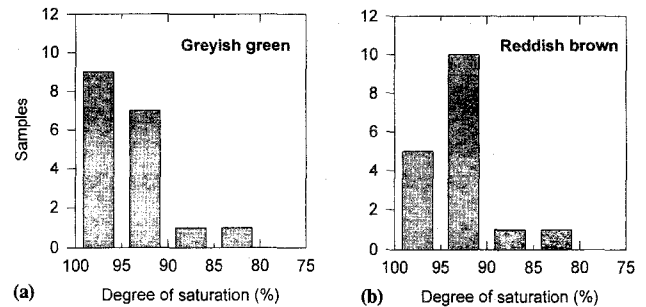 12
10
8
6
4
2
0
Samples
Greyish green
100 95 90 85 80 75
(a) Degree of saturation (%)
12
10
8
6
4
2
0
Reddish brown
100 95 90 85 80 75
(b) Degree of saturation (%)